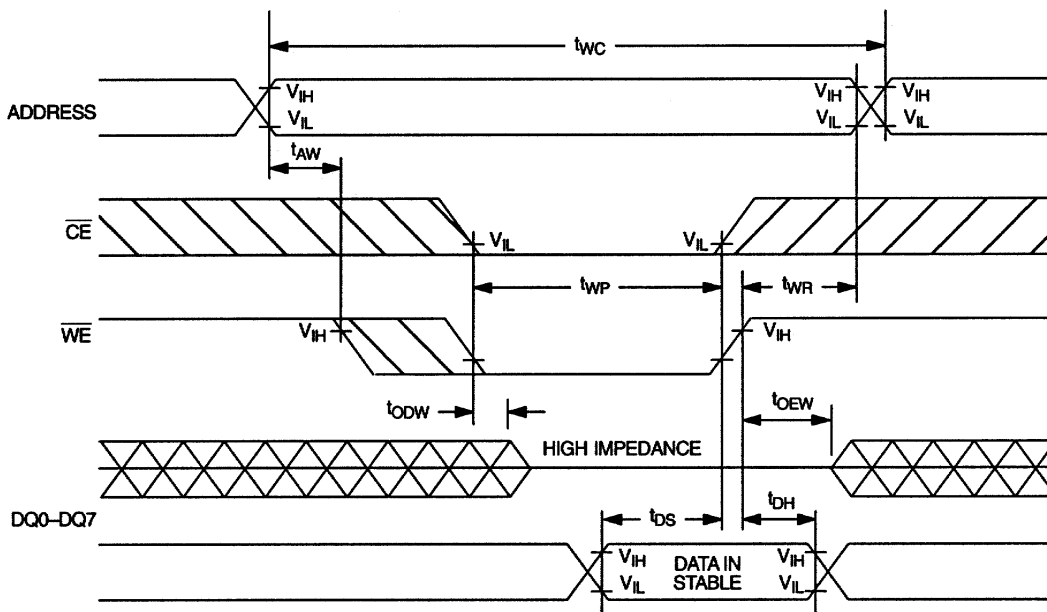 tWC
ADDRESS
VIH
VIL
VIH
VIL
VIH
VIL
tAW
CE
VIL
VIL
tWP
tWR
WE
VIH
VIH
tODW
tOEW
HIGH IMPEDANCE
DQ0–DQ7
tDS
tDH
VIH
VIL
DATA IN
STABLE
VIH
VIL